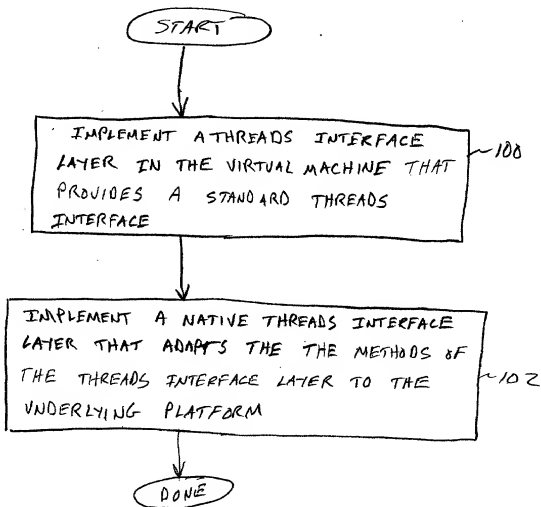 START
IMPLEMENT A THREADS INTERFACE
LAYER IN THE VIRTUAL MACHINE THAT
PROVIDES A STANDARD THREADS
INTERFACE
100
IMPLEMENT A NATIVE THREADS INTERFACE
LAYER THAT ADAPTS THE THE METHODS OF
THE THREADS INTERFACE LAYER TO THE
UNDERLYING PLATFORM
102
DONE